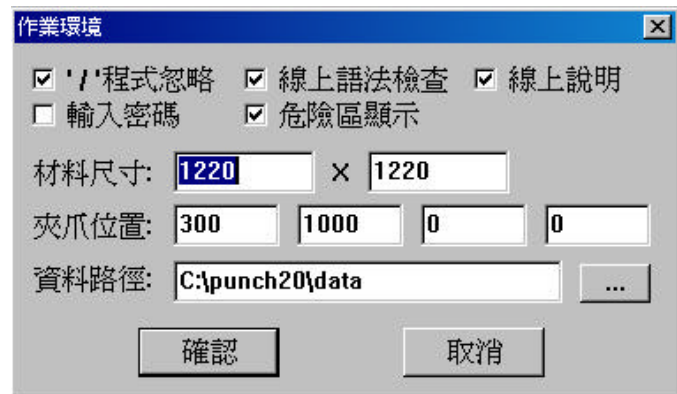 作業環境
'/'程式忽略 線上語法檢查 線上說明
輸入密碼 危險區顯示
材料尺寸: 1220 × 1220
夾爪位置: 300 1000 0 0
資料路徑: C:\punch20\data ...
確認 取消